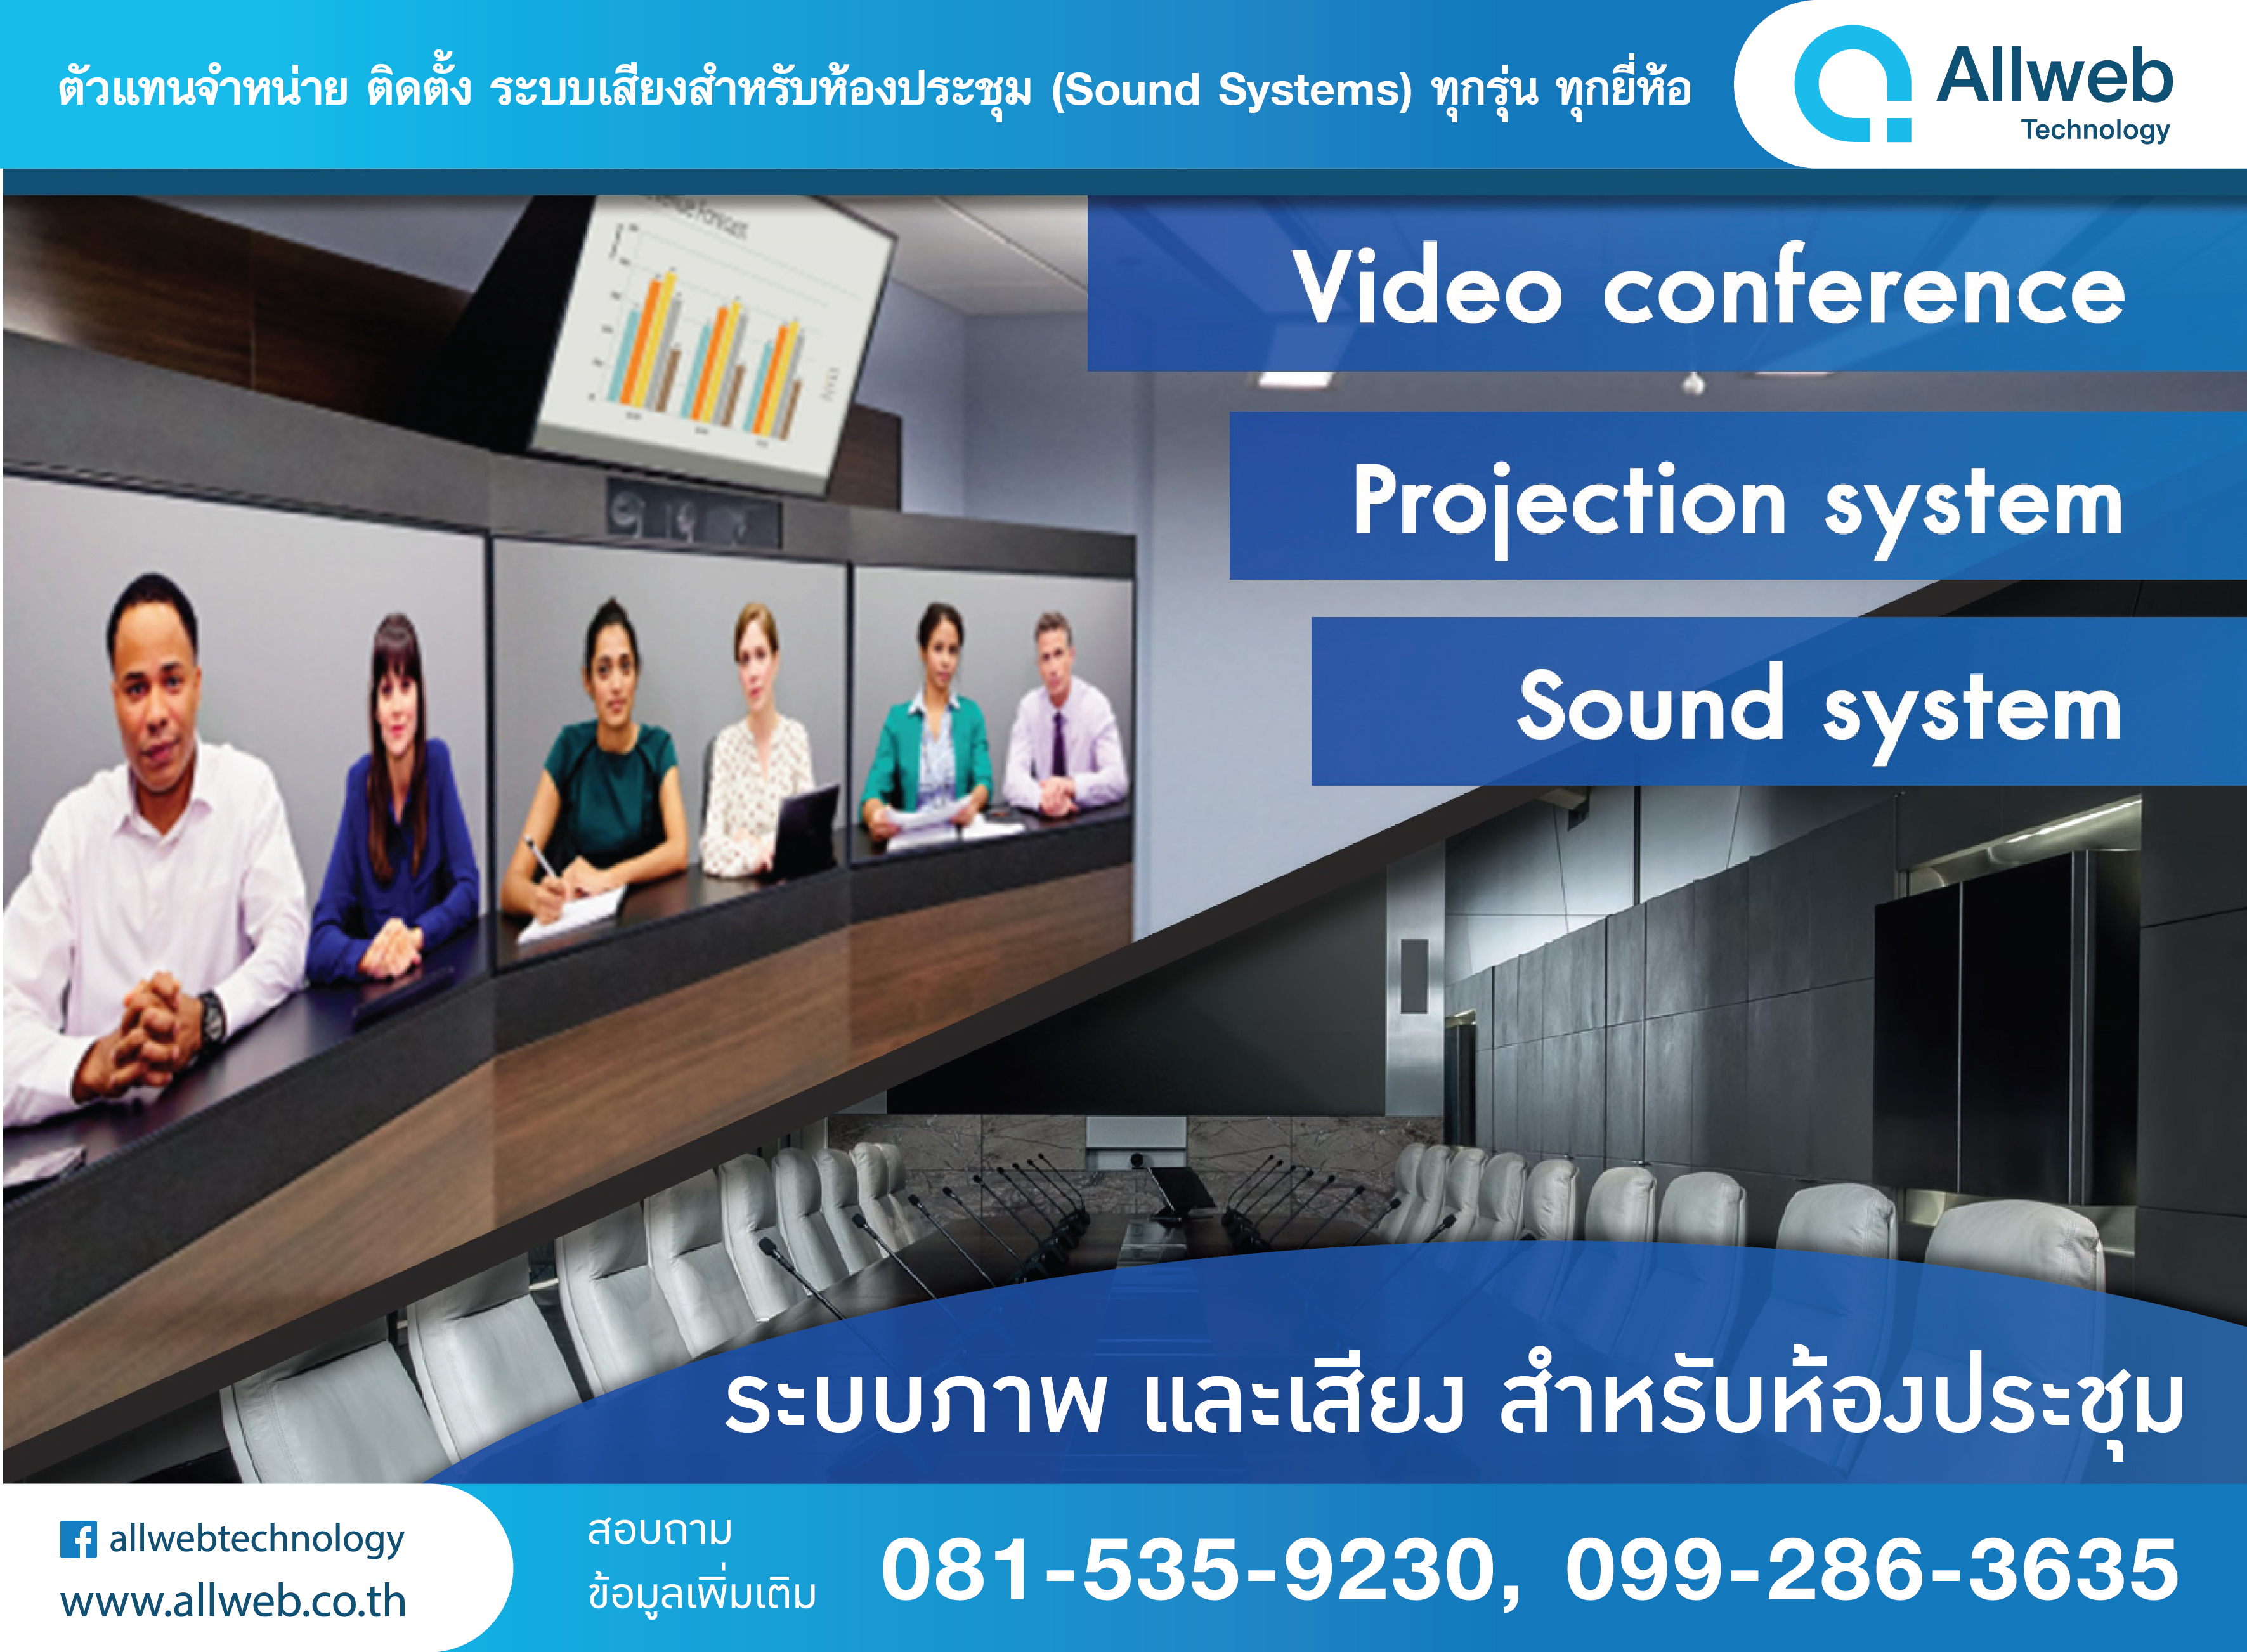 ตัวแทนจำหน่าย ติดตั้ง ระบบเสียงสำหรับห้องประชุม (Sound Systems) ทุกรุ่น ทุกยี่ห้อ
Allweb
Technology
Forecast
Video conference
Projection system
Sound system
ระบบภาพ และเสียง สำหรับห้องประชุม
allwebtechnology
www.allweb.co.th
สอบถาม
ข้อมูลเพิ่มเติม
081-535-9230, 099-286-3635